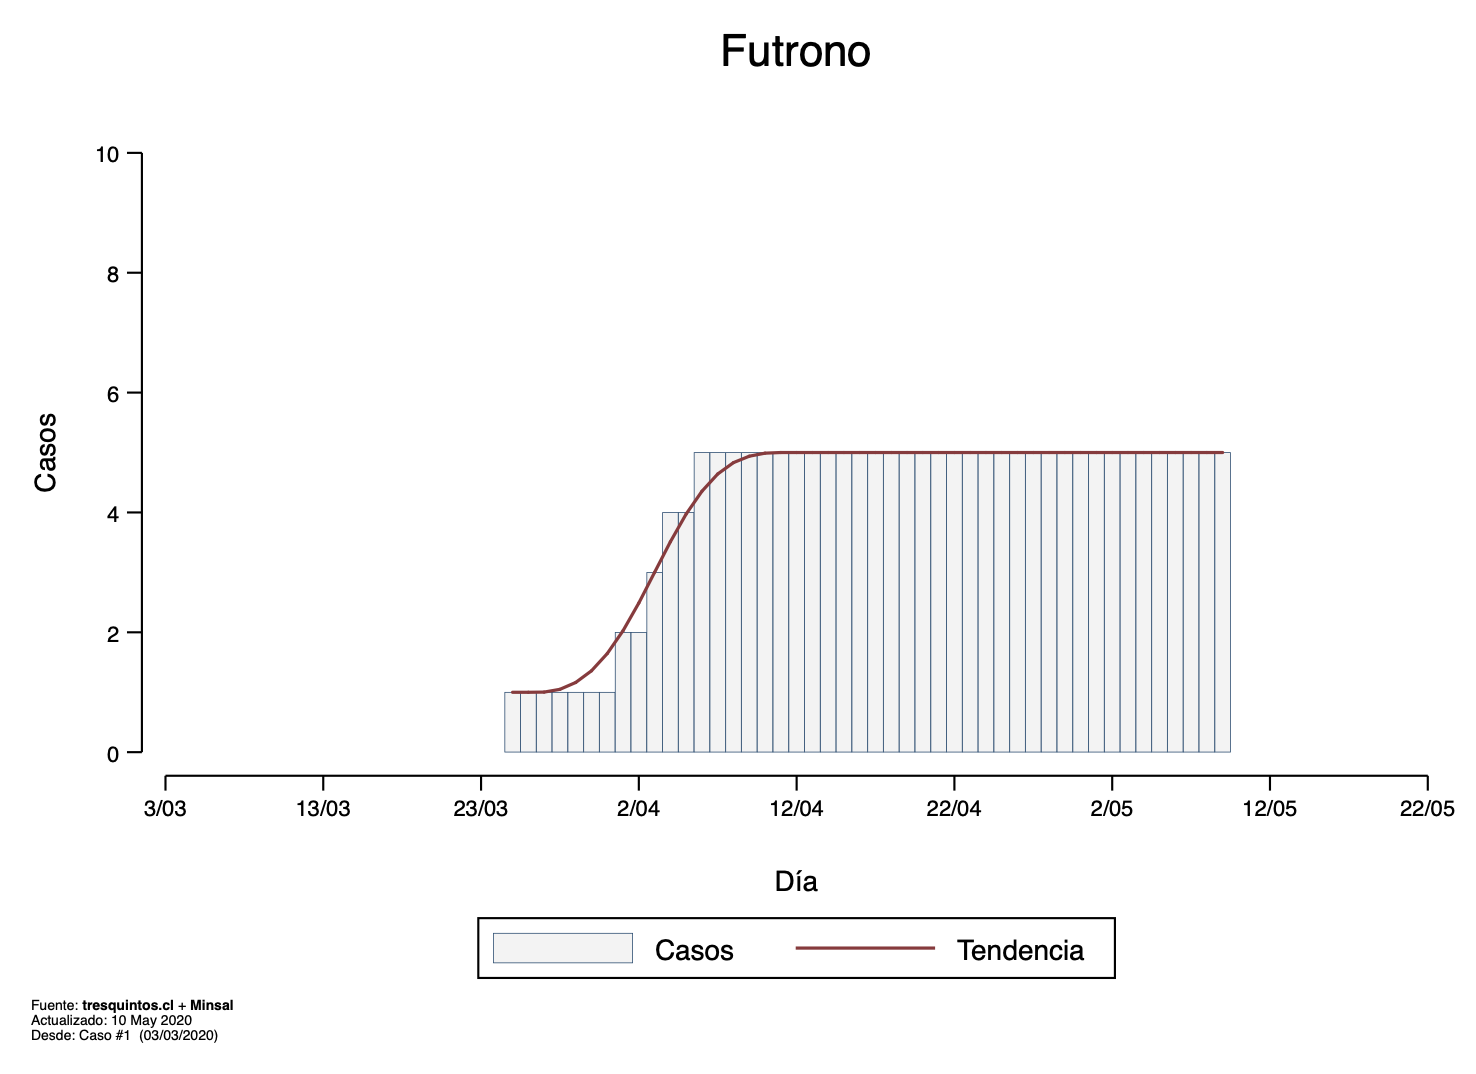 Futrono
10
8
6
4
2
0
Casos
3/03 13/03 23/03 2/04 12/04 22/04 2/05 12/05 22/05
Día
Casos Tendencia
Fuente: tresquintos.cl + Minsal
Actualizado: 10 May 2020
Desde: Caso #1 (03/03/2020)